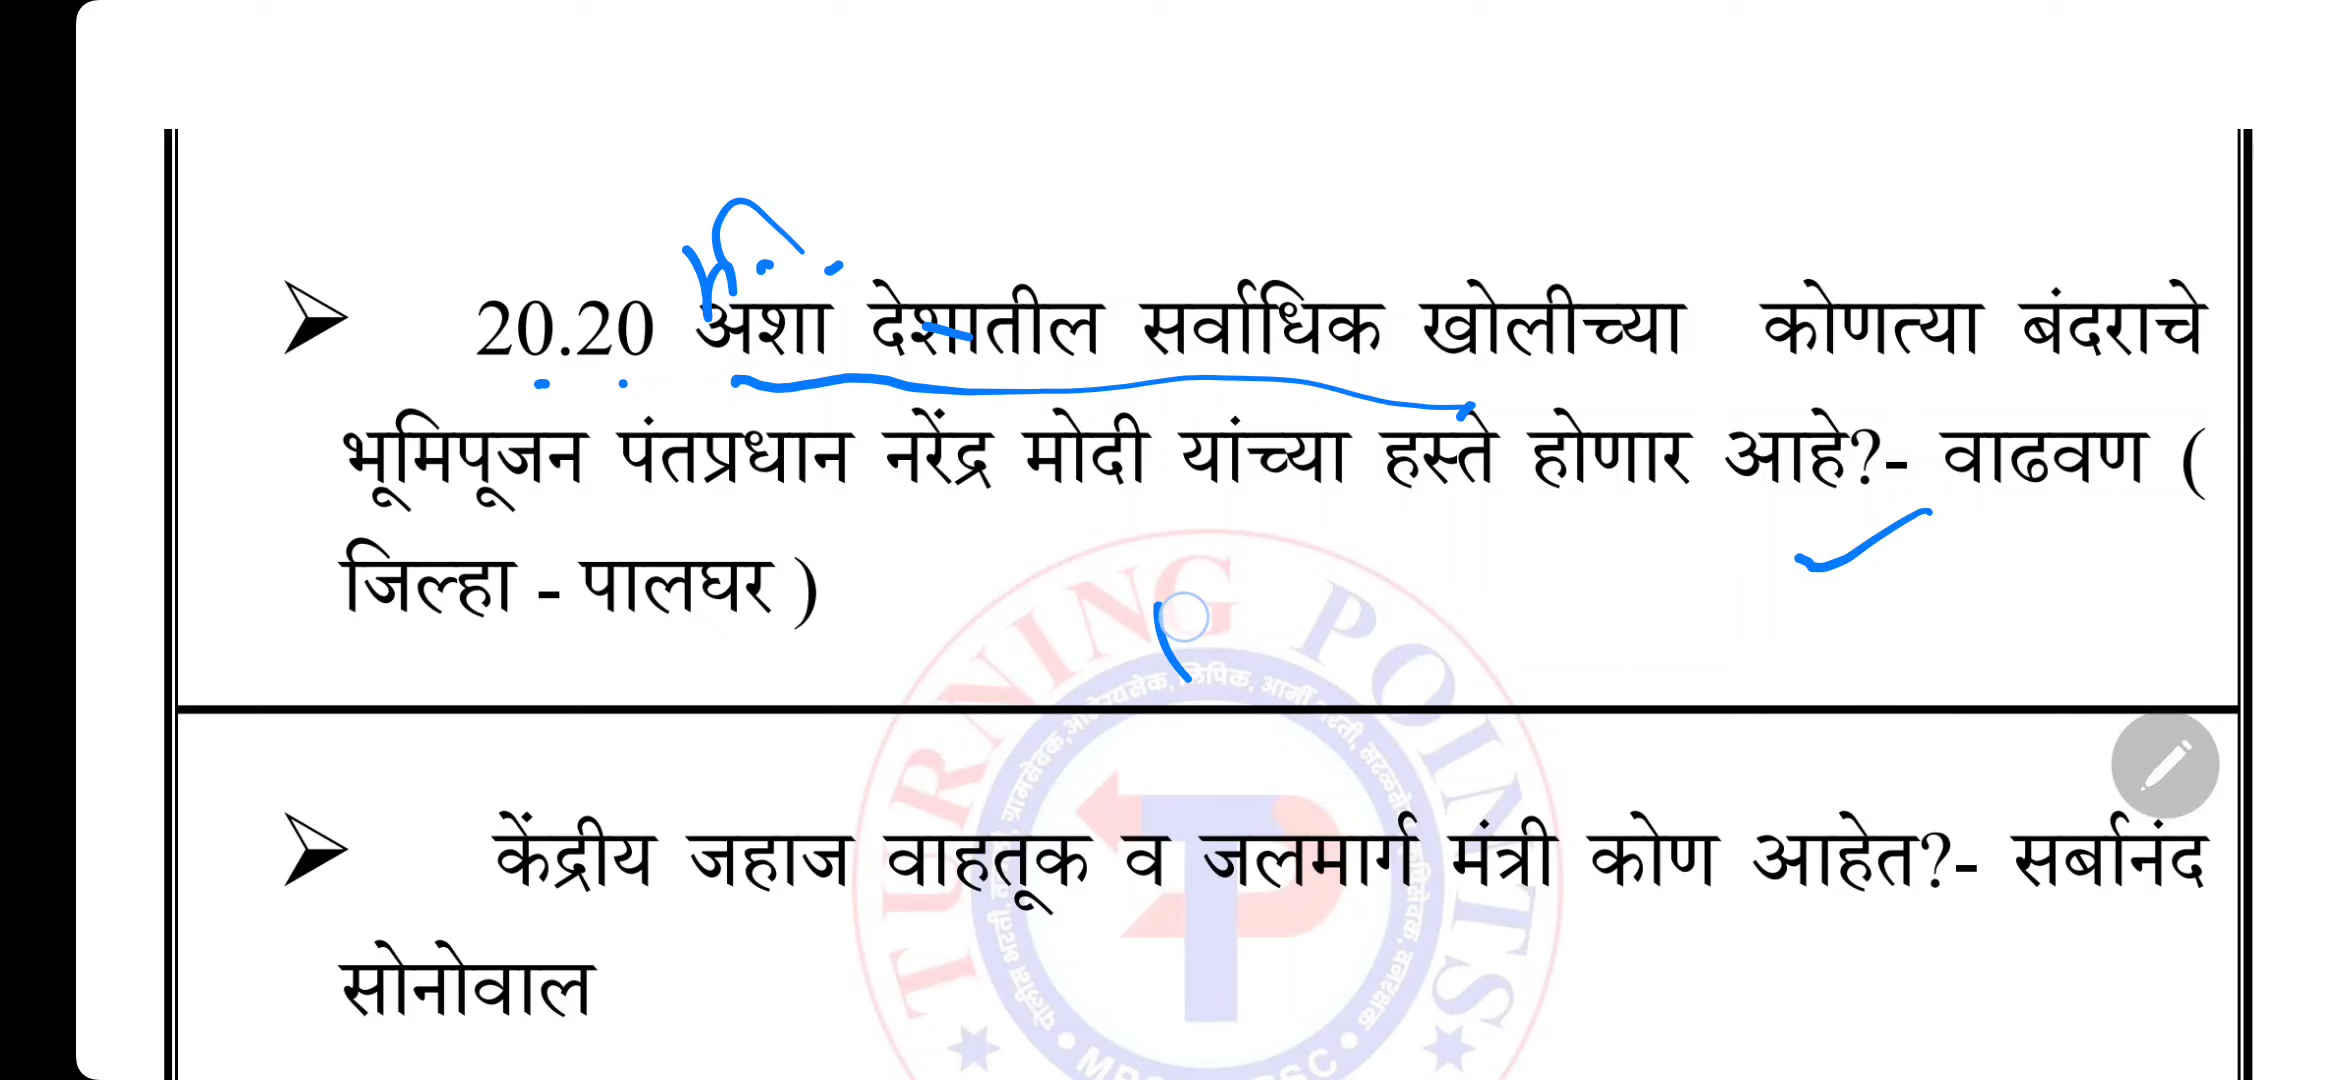 ➢ 20.20 अशा देशातील सर्वाधिक खोलीच्या कोणत्या बंदराचे
भूमिपूजन पंतप्रधान नरेंद्र मोदी यांच्या हस्ते होणार आहे?- वाढवण (
जिल्हा - पालघर )
TURNING POINTS
लिपिक, आर्मी
➢ केंद्रीय जहाज वाहतूक व जलमार्ग मंत्री कोण आहेत?- सर्बानंद
सोनोवाल